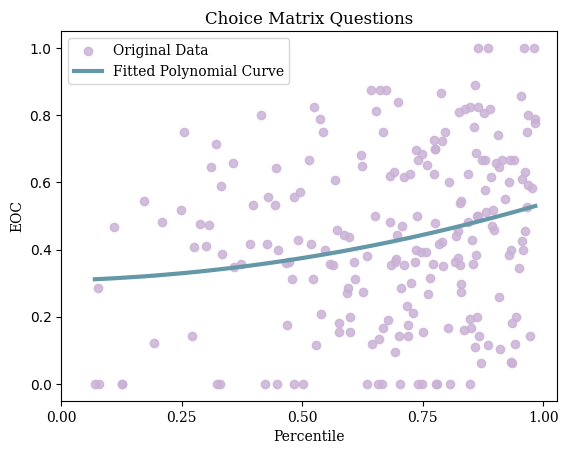 Choice Matrix Questions
Original Data
Fitted Polynomial Curve
EOC
1.0
0.8
0.6
0.4
0.2
0.0
0.00 0.25 0.50 0.75 1.00
Percentile